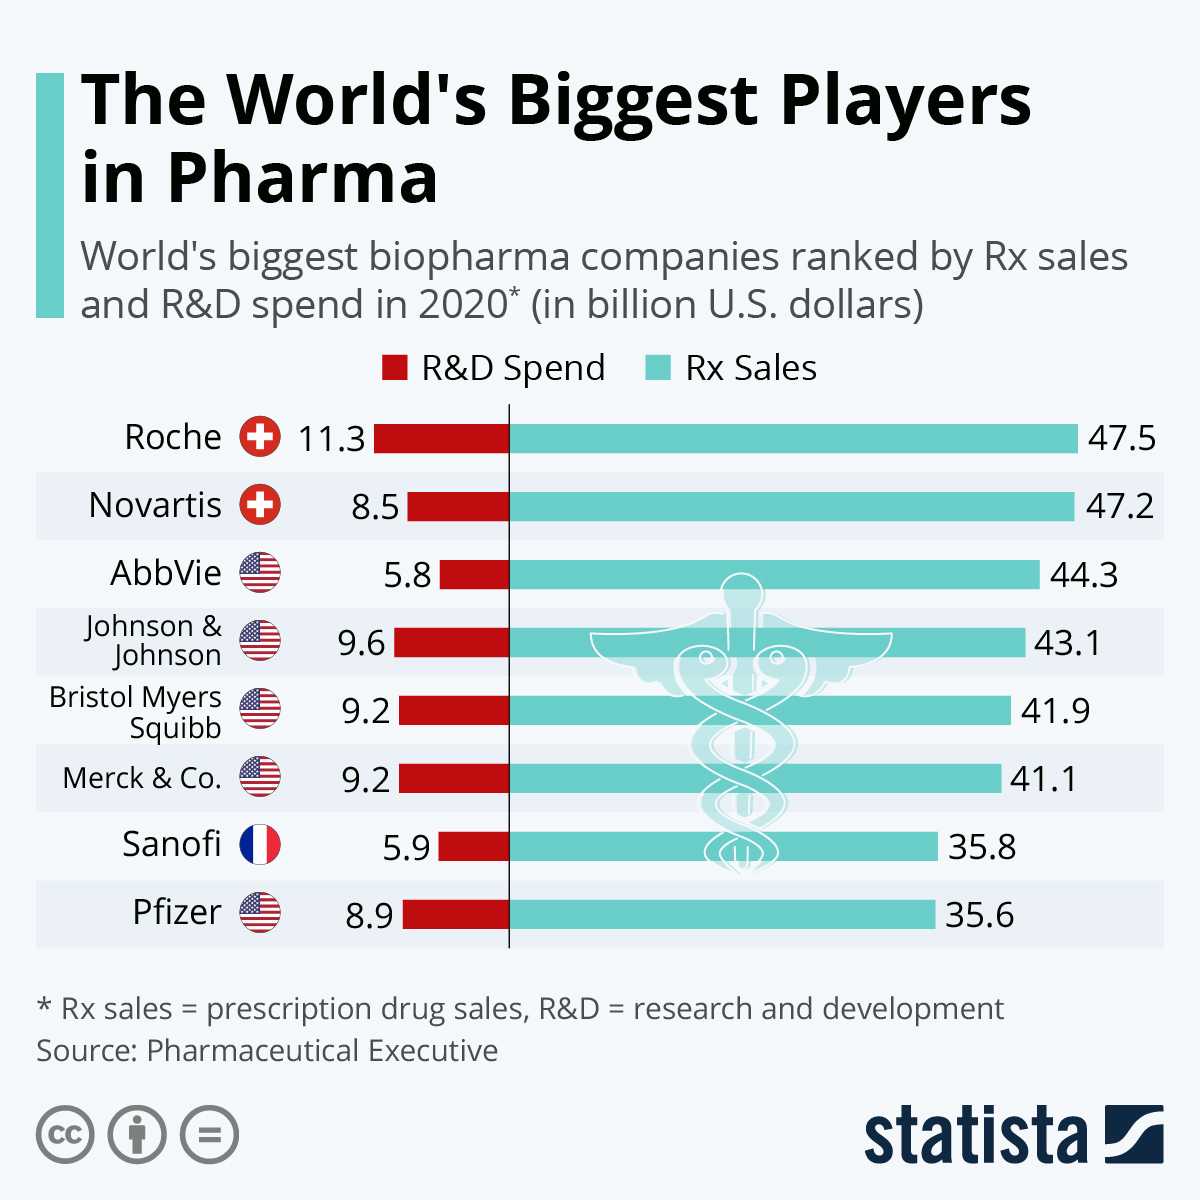 The World's Biggest Players
in Pharma
World's biggest biopharma companies ranked by Rx sales
and R&D spend in 2020* (in billion U.S. dollars)
R&D Spend Rx Sales
Roche 11.3 47.5
Novartis 8.5 47.2
AbbVie 5.8 44.3
Johnson &
Johnson 9.6 43.1
Bristol Myers
Squibb 9.2 41.9
Merck & Co. 9.2 41.1
Sanofi 5.9 35.8
Pfizer 8.9 35.6
* Rx sales = prescription drug sales, R&D = research and development
Source: Pharmaceutical Executive
cc = statista